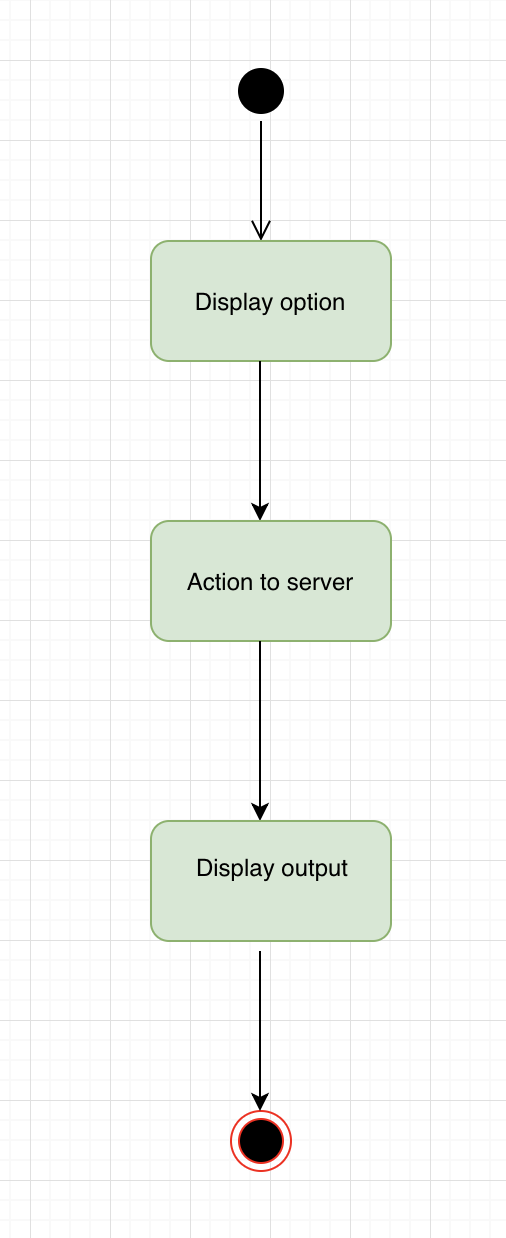 Display option
Action to server
Display output